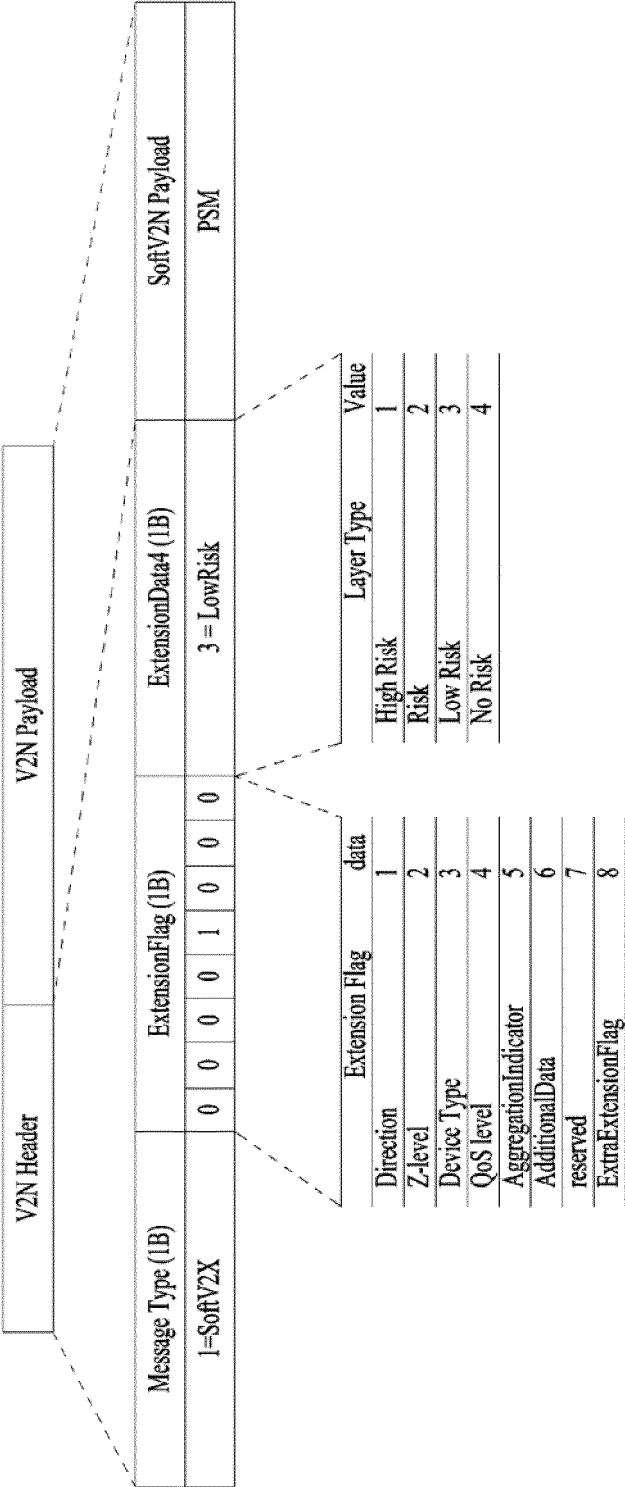 V2N Header
V2N Payload
Message Type (1B)
ExtensionFlag (1B)
ExtensionData4 (1B)
SoftV2N Payload
1=SoftV2X
0 0 0 0 1 0 0 0
3 = LowRisk
PSM
Extension Flag data
Direction 1
Z-level 2
Device Type 3
QoS level 4
AggregationIndicator 5
AdditionalData 6
reserved 7
ExtraExtensionFlag 8
Layer Type Value
High Risk 1
Risk 2
Low Risk 3
No Risk 4